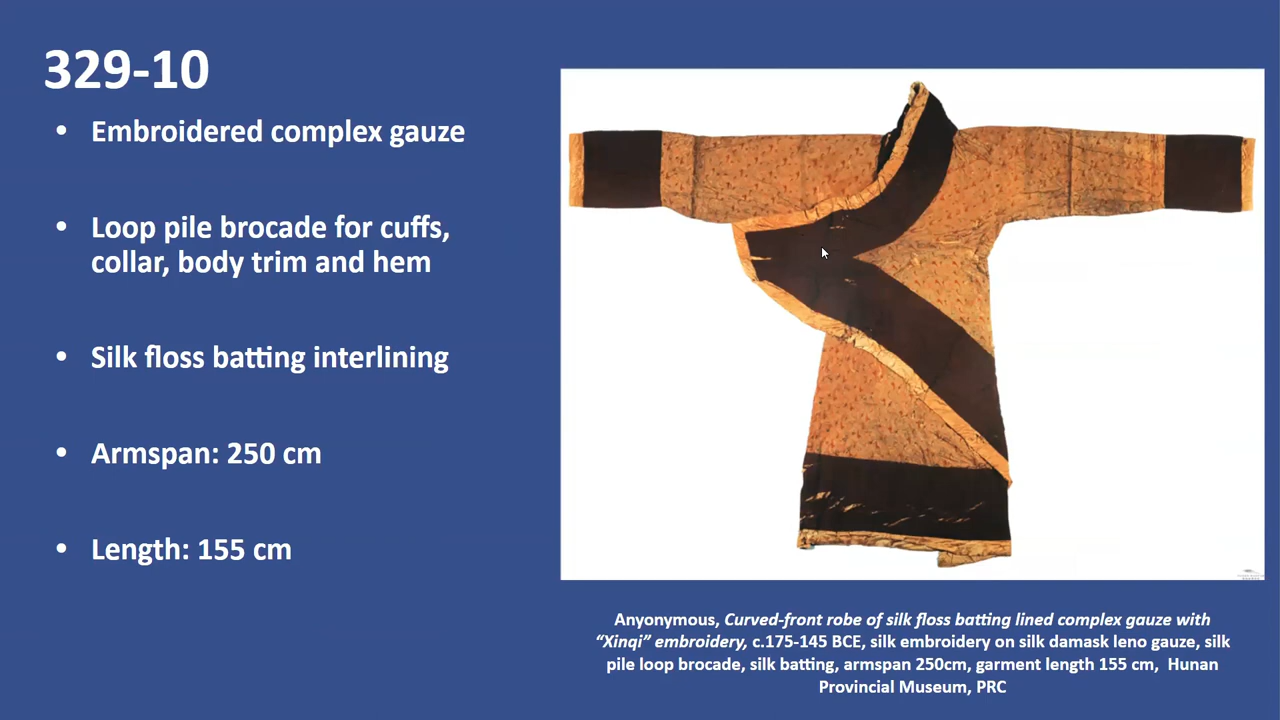 329-10
• Embroidered complex gauze
• Loop pile brocade for cuffs,
collar, body trim and hem
• Silk floss batting interlining
• Armspan: 250 cm
• Length: 155 cm
Anyonymous, Curved-front robe of silk floss batting lined complex gauze with
“Xinqi” embroidery, c.175-145 BCE, silk embroidery on silk damask leno gauze, silk
pile loop brocade, silk batting, armspan 250cm, garment length 155 cm, Hunan
Provincial Museum, PRC